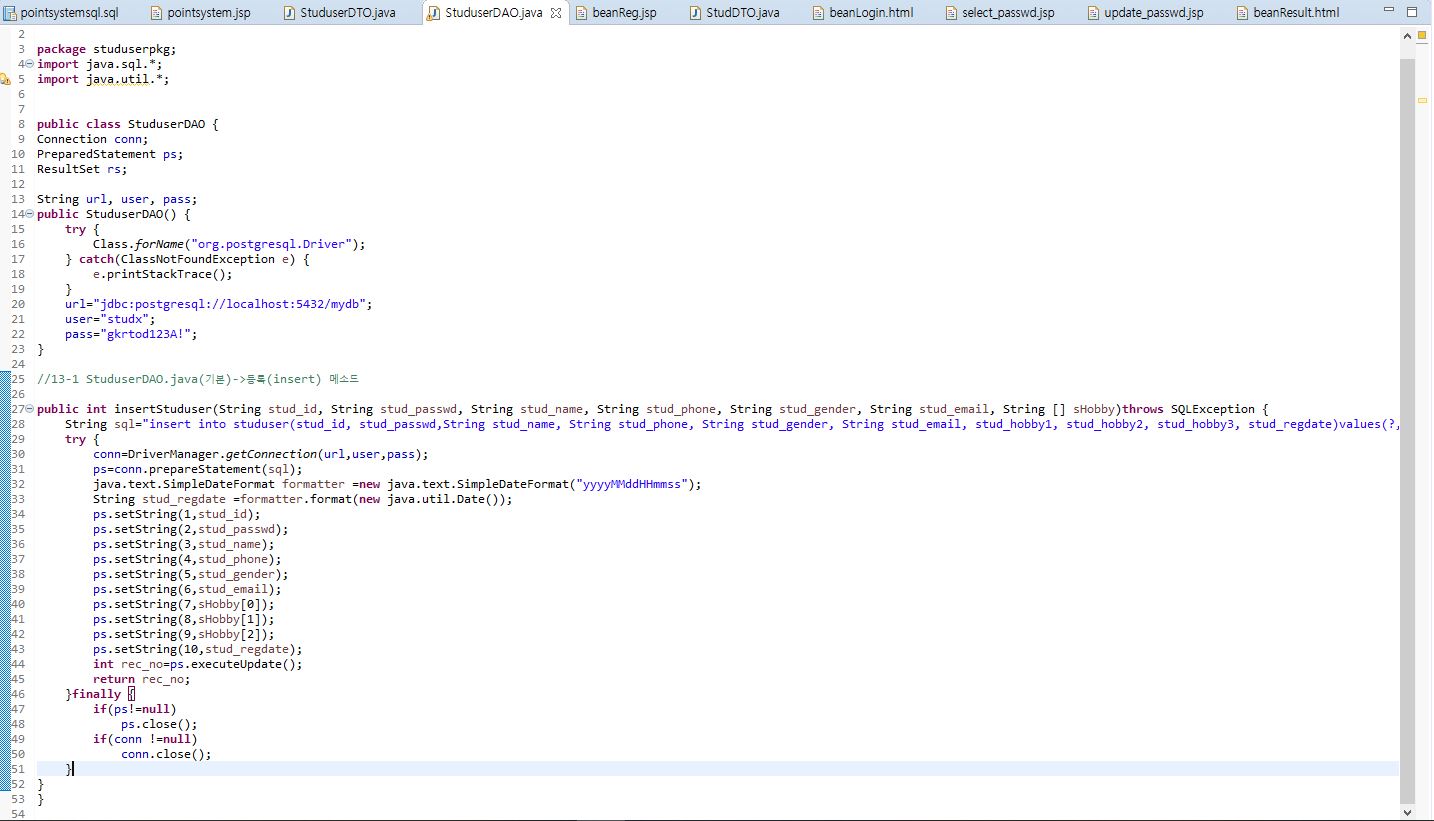 pointsystemsql.sql pointsystem.jsp StuduserDTO.java StuduserDAO.java beanReg.jsp StudDTO.java beanLogin.html select_passwd.jsp update_passwd.jsp beanResult.html
2
3 package studuserpkg;
4 import java.sql.*;
5 import java.util.*;
6
7
8 public class StuduserDAO {
9 Connection conn;
10 PreparedStatement ps;
11 ResultSet rs;
12
13 String url, user, pass;
14 public StuduserDAO() {
15 try {
16 Class.forName("org.postgresql.Driver");
17 } catch(ClassNotFoundException e) {
18 e.printStackTrace();
19 }
20 url="jdbc:postgresql://localhost:5432/mydb";
21 user="studx";
22 pass="gkrtod123A!";
23 }
24
25 //13-1 StuduserDAO.java(기본)->등록(insert) 메소드
26
27 public int insertStuduser(String stud_id, String stud_passwd, String stud_name, String stud_phone, String stud_gender, String stud_email, String [] sHobby)throws SQLException {
28 String sql="insert into studuser(stud_id, stud_passwd,String stud_name, String stud_phone, String stud_gender, String stud_email, stud_hobby1, stud_hobby2, stud_hobby3, stud_regdate)values(?,
29 try {
30 conn=DriverManager.getConnection(url,user,pass);
31 ps=conn.prepareStatement(sql);
32 java.text.SimpleDateFormat formatter =new java.text.SimpleDateFormat("yyyyMMddHHmmss");
33 String stud_regdate =formatter.format(new java.util.Date());
34 ps.setString(1,stud_id);
35 ps.setString(2,stud_passwd);
36 ps.setString(3,stud_name);
37 ps.setString(4,stud_phone);
38 ps.setString(5,stud_gender);
39 ps.setString(6,stud_email);
40 ps.setString(7,sHobby[0]);
41 ps.setString(8,sHobby[1]);
42 ps.setString(9,sHobby[2]);
43 ps.setString(10,stud_regdate);
44 int rec_no=ps.executeUpdate();
45 return rec_no;
46 }finally {
47 if(ps!=null)
48 ps.close();
49 if(conn !=null)
50 conn.close();
51 }
52 }
53 }
54